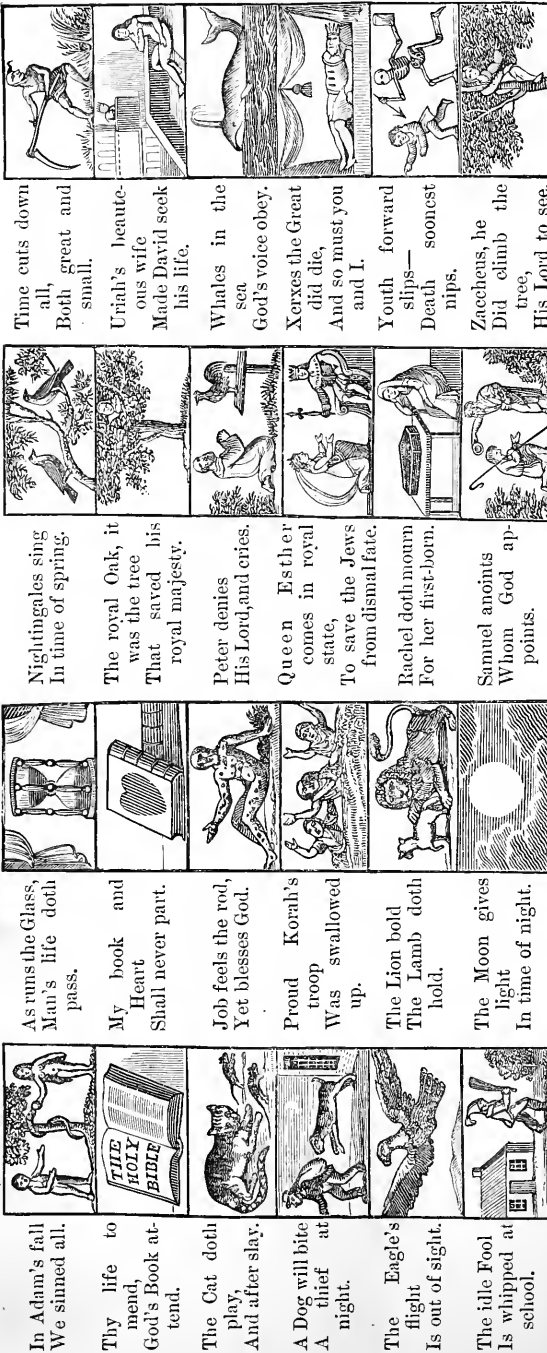 In Adam's fall
We sinned all.
Thy life to
mend,
God's Book at-
tend.
The Cat doth
play,
And after slay.
A Dog will bite
A thief at
night.
The Eagle's
flight
Is out of sight.
The idle Fool
Is whipped at
school.
THE
HOLY
BIBLE
As runs the Glass,
Man's life doth
pass.
My book and
Heart
Shall never part.
Job feels the rod,
Yet blesses God.
Proud Korah's
troop
Was swallowed
up.
The Lion bold
The Lamb doth
hold.
The Moon gives
light
In time of night.
Nightingales sing
In time of spring.
The royal Oak, it
was the tree
That saved his
royal majesty.
Peter denies
His Lord, and cries.
Queen Esther
comes in royal
state,
To save the Jews
from dismal fate.
Rachel doth mourn
For her first-born.
Samuel anoints
Whom God ap-
points.
Time cuts down
all,
Both great and
small.
Uriah's beaute-
ous wife
Made David seek
his life.
Whales in the
sea
God's voice obey.
Xerxes the Great
did die,
And so must you
and I.
Youth forward
slips—
Death soonest
nips.
Zaccheus, he
Did climb the
tree,
His Lord to see.